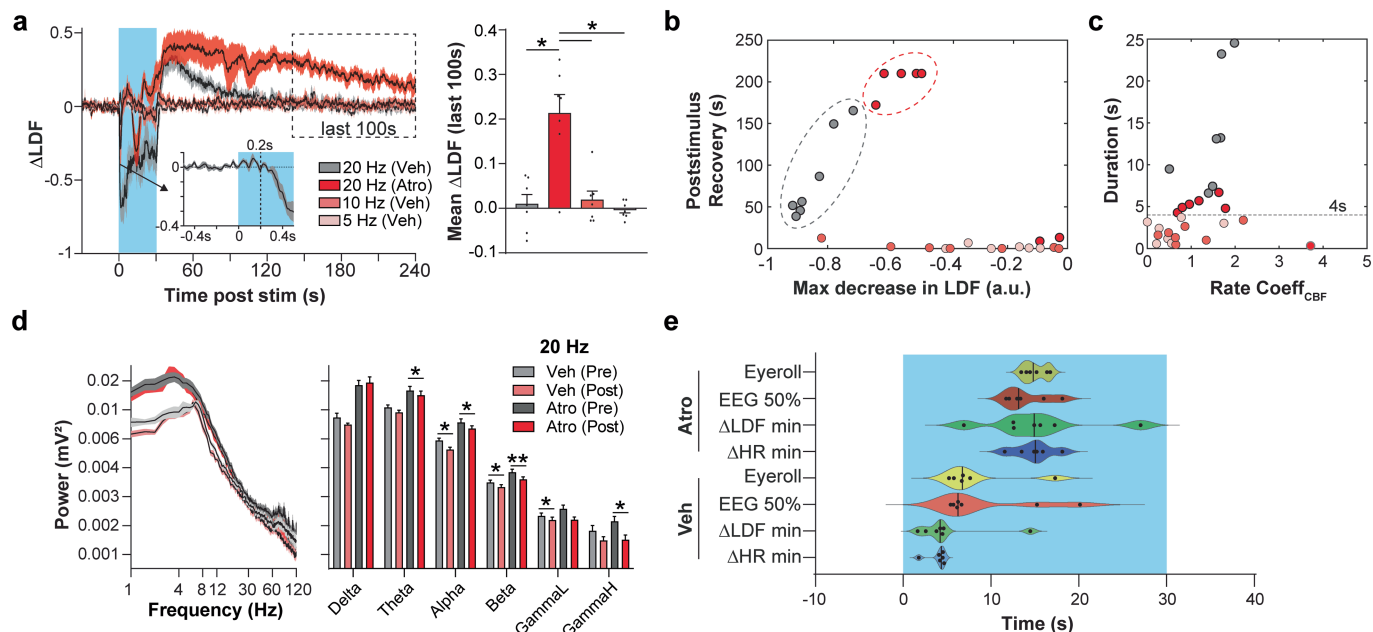 a
0.5
0
-0.5
-1
ΔLDF
0
60
120
180
240
Time post stim (s)
last 100s
0.2s
0
-0.4
-0.4s
0
0.4s
20 Hz (Veh)
20 Hz (Atro)
10 Hz (Veh)
5 Hz (Veh)
0.4
0.3
0.2
0.1
0.0
-0.1
Mean ΔLDF (last 100s)
*
*
b
250
200
150
100
50
0
Poststimulus
Recovery (s)
-1
-0.8
-0.6
-0.4
-0.2
0
Max decrease in LDF (a.u.)
c
25
20
15
10
5
0
Duration (s)
4s
0
1
2
3
4
5
Rate Coeff CBF
d
0.02
0.01
0.006
0.004
0.003
0.002
0.001
Power (mV²)
1
4
8
12
30
60
120
Frequency (Hz)
20 Hz
Veh (Pre)
Veh (Post)
Atro (Pre)
Atro (Post)
*
*
*
*
**
*
*
Delta
Theta
Alpha
Beta
GammaL
GammaH
e
Atro
Eyeroll
EEG 50%
ΔLDF min
ΔHR min
Veh
Eyeroll
EEG 50%
ΔLDF min
ΔHR min
-10
0
10
20
30
40
Time (s)